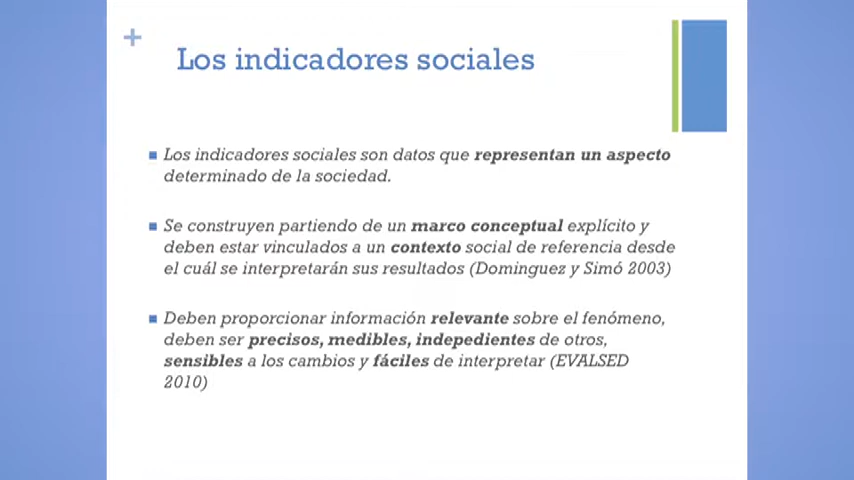 +
Los indicadores sociales
Los indicadores sociales son datos que representan un aspecto
determinado de la sociedad.
Se construyen partiendo de un marco conceptual explícito y
deben estar vinculados a un contexto social de referencia desde
el cuál se interpretarán sus resultados (Dominguez y Simó 2003)
Deben proporcionar información relevante sobre el fenómeno,
deben ser precisos, medibles, indepedientes de otros,
sensibles a los cambios y fáciles de interpretar (EVALSED
2010)